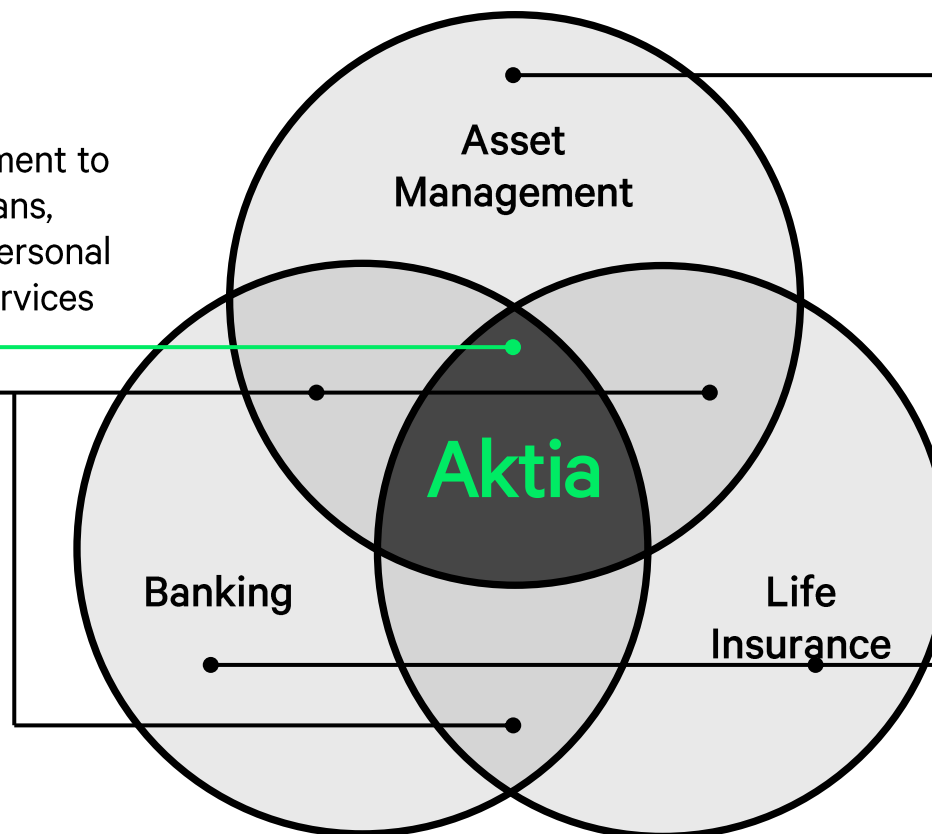 Asset
Management
ment to
ans,
ersonal
rvices
Aktia
Banking
Life
Insurance